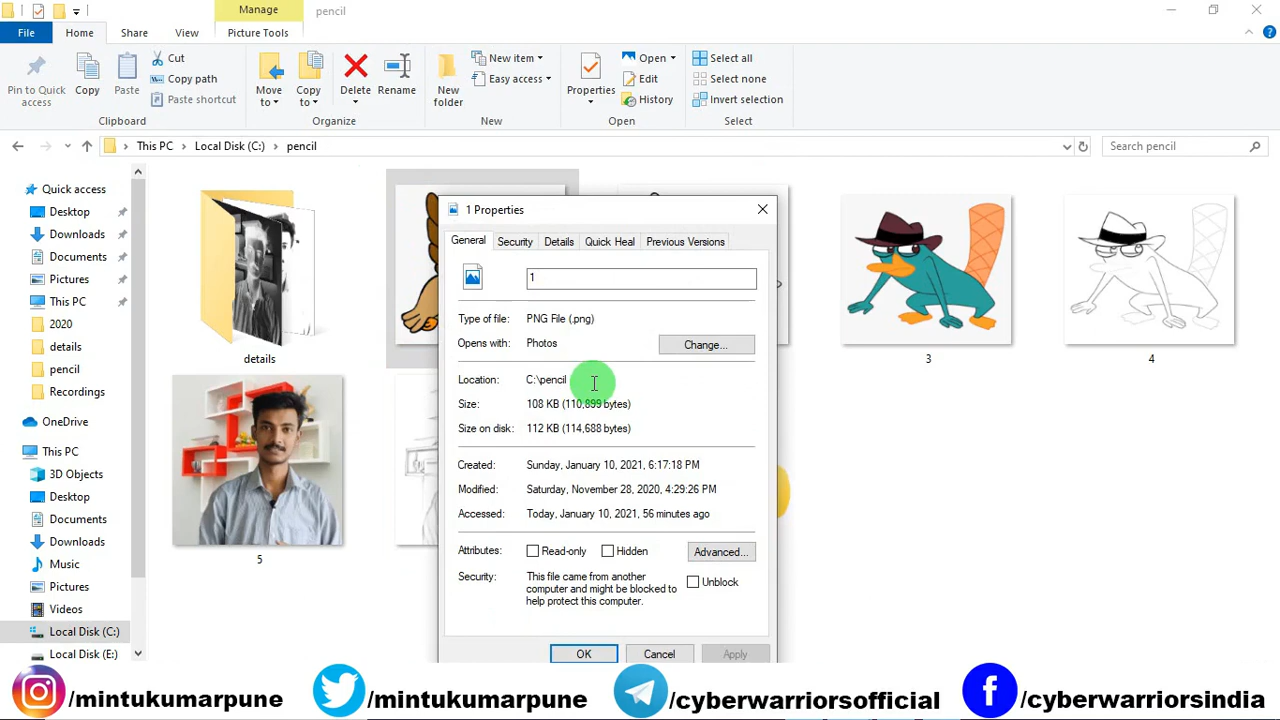 Manage
pencil
File
Home
Share
View
Picture Tools
Pin to Quick access
Copy
Paste
Cut
Copy path
Paste shortcut
Clipboard
Move to
Copy to
Delete
Rename
Organize
New folder
New item
Easy access
New
Properties
Open
Edit
History
Open
Select all
Select none
Invert selection
Select
This PC
Local Disk (C:)
pencil
Search pencil
Quick access
Desktop
Downloads
Documents
Pictures
This PC
2020
details
pencil
Recordings
OneDrive
This PC
3D Objects
Desktop
Documents
Downloads
Music
Pictures
Videos
Local Disk (C:)
Local Disk (E:)
details
3
4
5
1 Properties
General
Security
Details
Quick Heal
Previous Versions
1
Type of file: PNG File (.png)
Opens with: Photos Change...
Location: C:\pencil
Size: 108 KB (110,899 bytes)
Size on disk: 112 KB (114,688 bytes)
Created: Sunday, January 10, 2021, 6:17:18 PM
Modified: Saturday, November 28, 2020, 4:29:26 PM
Accessed: Today, January 10, 2021, 56 minutes ago
Attributes: Read-only Hidden Advanced...
Security: This file came from another
computer and might be blocked to
help protect this computer.
Unblock
OK
Cancel
Apply
/mintukumarpune
/mintukumarpune
/cyberwarriorsofficial
/cyberwarriorsindia